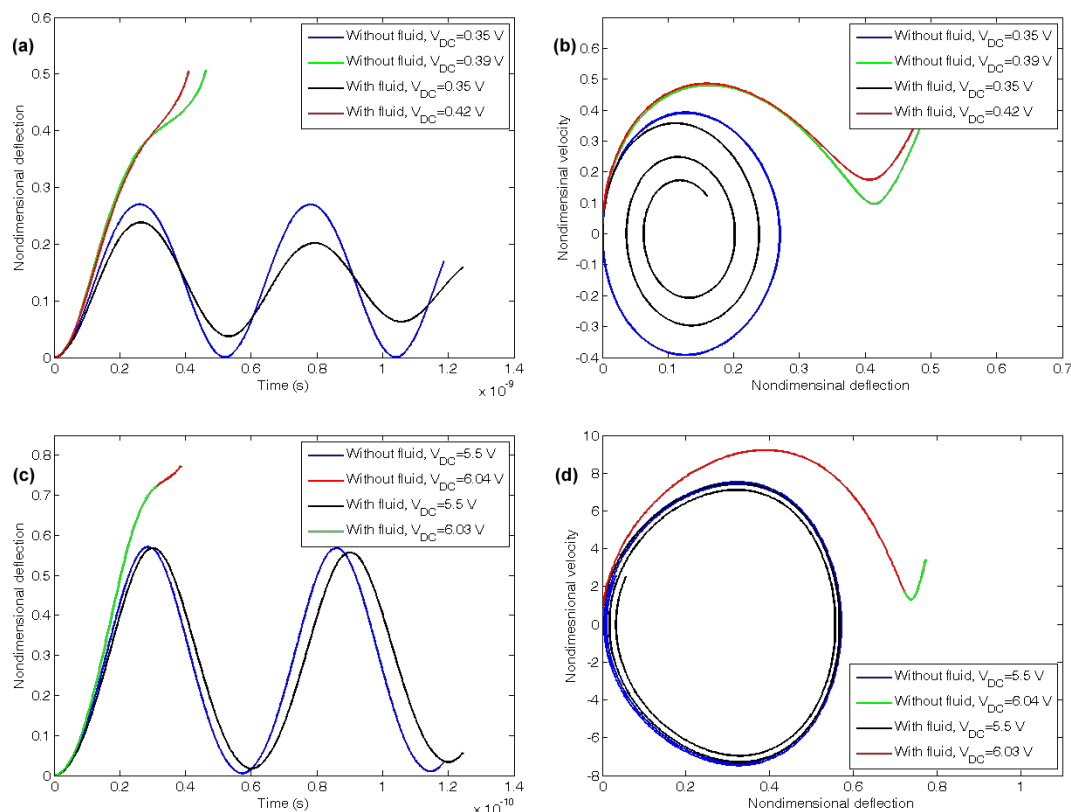 (a)
Nondimensional deflection
0.6
0.5
0.4
0.3
0.2
0.1
0
0 0.2 0.4 0.6 0.8 1.0 1.2 1.4
Time (s)
x 10⁻⁹
Without fluid, V_DC=0.35 V
Without fluid, V_DC=0.39 V
With fluid, V_DC=0.35 V
With fluid, V_DC=0.42 V
(b)
Nondimensinal velocity
0.6
0.5
0.4
0.3
0.2
0.1
0
-0.1
-0.2
-0.3
-0.4
0 0.1 0.2 0.3 0.4 0.5 0.6 0.7
Nondimensinal deflection
Without fluid, V_DC=0.35 V
Without fluid, V_DC=0.39 V
With fluid, V_DC=0.35 V
With fluid, V_DC=0.42 V
(c)
Nondimensional deflection
0.8
0.7
0.6
0.5
0.4
0.3
0.2
0.1
0
0 0.2 0.4 0.6 0.8 1 1.2 1.4
Time (s)
x 10⁻¹⁰
Without fluid, V_DC=5.5 V
Without fluid, V_DC=6.04 V
With fluid, V_DC=5.5 V
With fluid, V_DC=6.03 V
(d)
Nondimesnional velocity
10
8
6
4
2
0
-2
-4
-6
-8
0 0.2 0.4 0.6 0.8 1
Nondimensional deflection
Without fluid, V_DC=5.5 V
Without fluid, V_DC=6.04 V
With fluid, V_DC=5.5 V
With fluid, V_DC=6.03 V